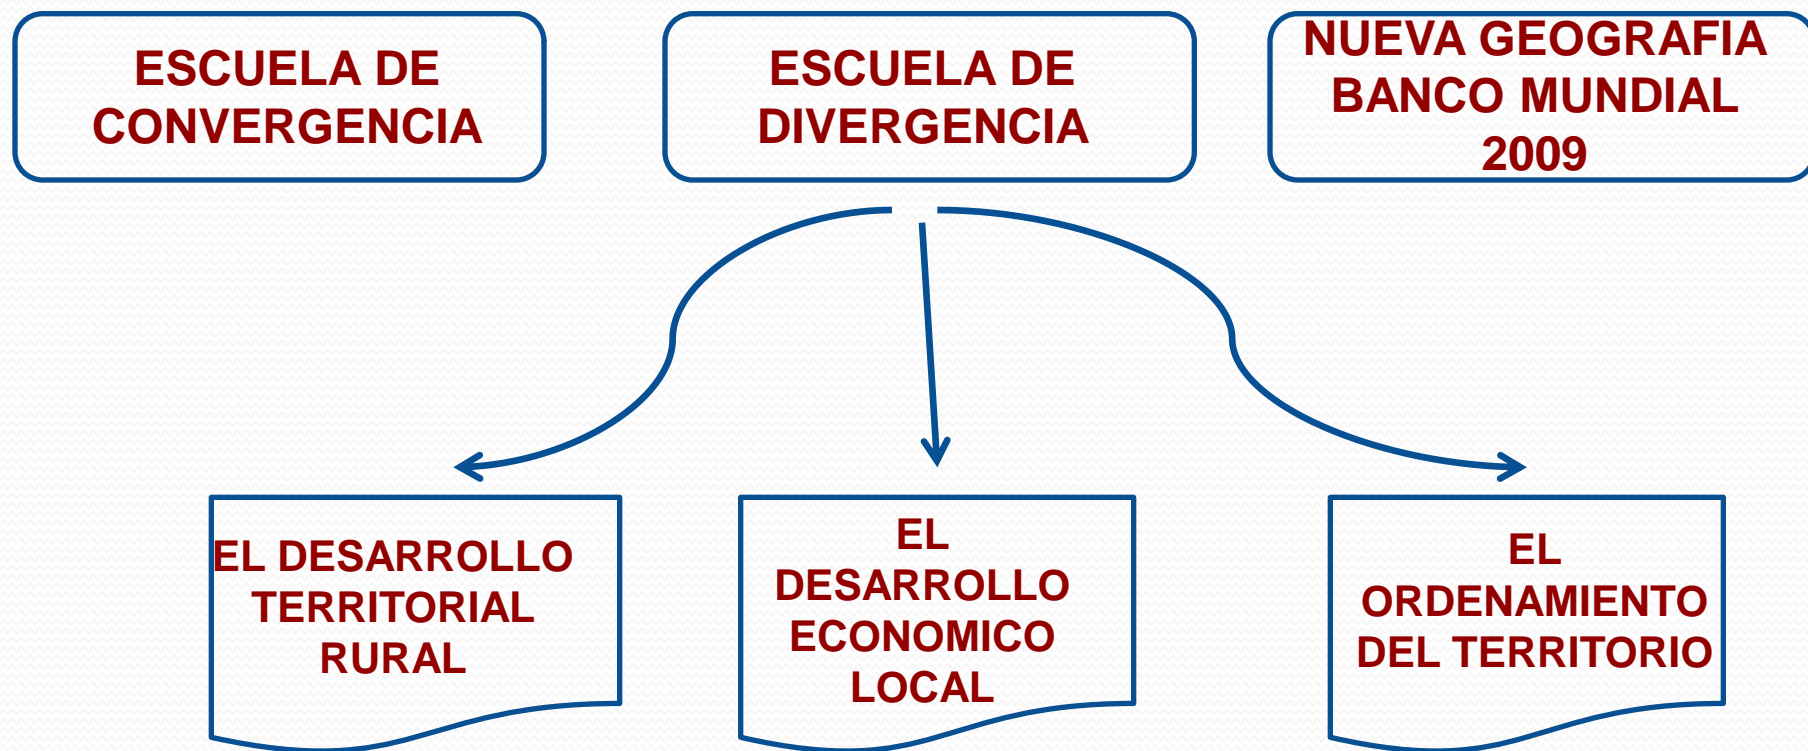 ESCUELA DE
CONVERGENCIA
ESCUELA DE
DIVERGENCIA
NUEVA GEOGRAFIA
BANCO MUNDIAL
2009
EL DESARROLLO
TERRITORIAL
RURAL
EL
DESARROLLO
ECONOMICO
LOCAL
EL
ORDENAMIENTO
DEL TERRITORIO